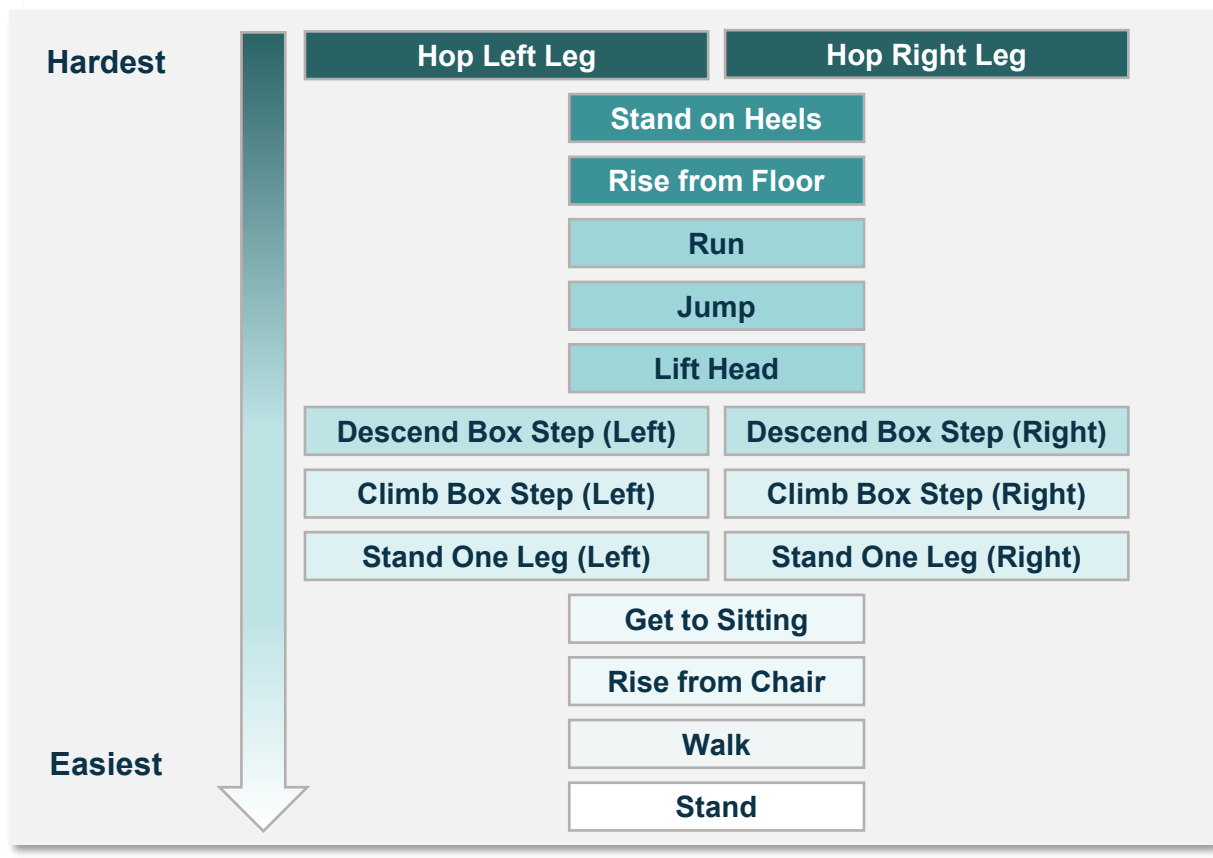 Hardest
Hop Left Leg
Hop Right Leg
Stand on Heels
Rise from Floor
Run
Jump
Lift Head
Descend Box Step (Left)
Descend Box Step (Right)
Climb Box Step (Left)
Climb Box Step (Right)
Stand One Leg (Left)
Stand One Leg (Right)
Get to Sitting
Rise from Chair
Walk
Easiest
Stand